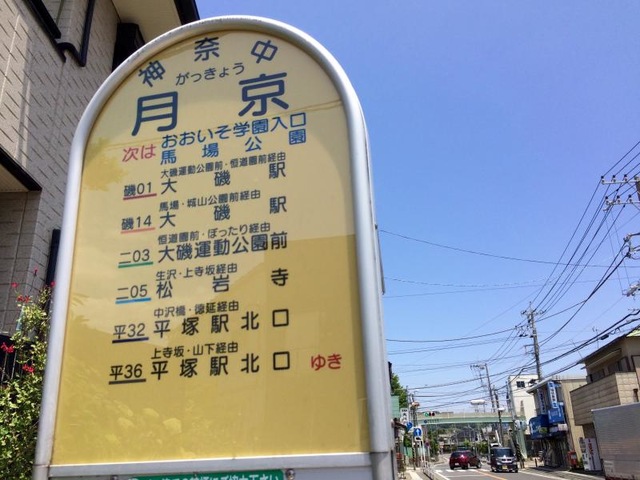 神奈中
がっきょう
月京
次は おおいそ学園入口
馬場公園
大磯運動公園前・恒道園前経由
磯01 大磯駅
馬場・城山公園前経由
磯14 大磯駅
恒道園前・ぽったり経由
二03 大磯運動公園前
生沢・上寺坂経由
二05 松岩寺
中沢橋・徳延経由
平32 平塚駅北口
上寺坂・山下経由
平36 平塚駅北口 ゆき